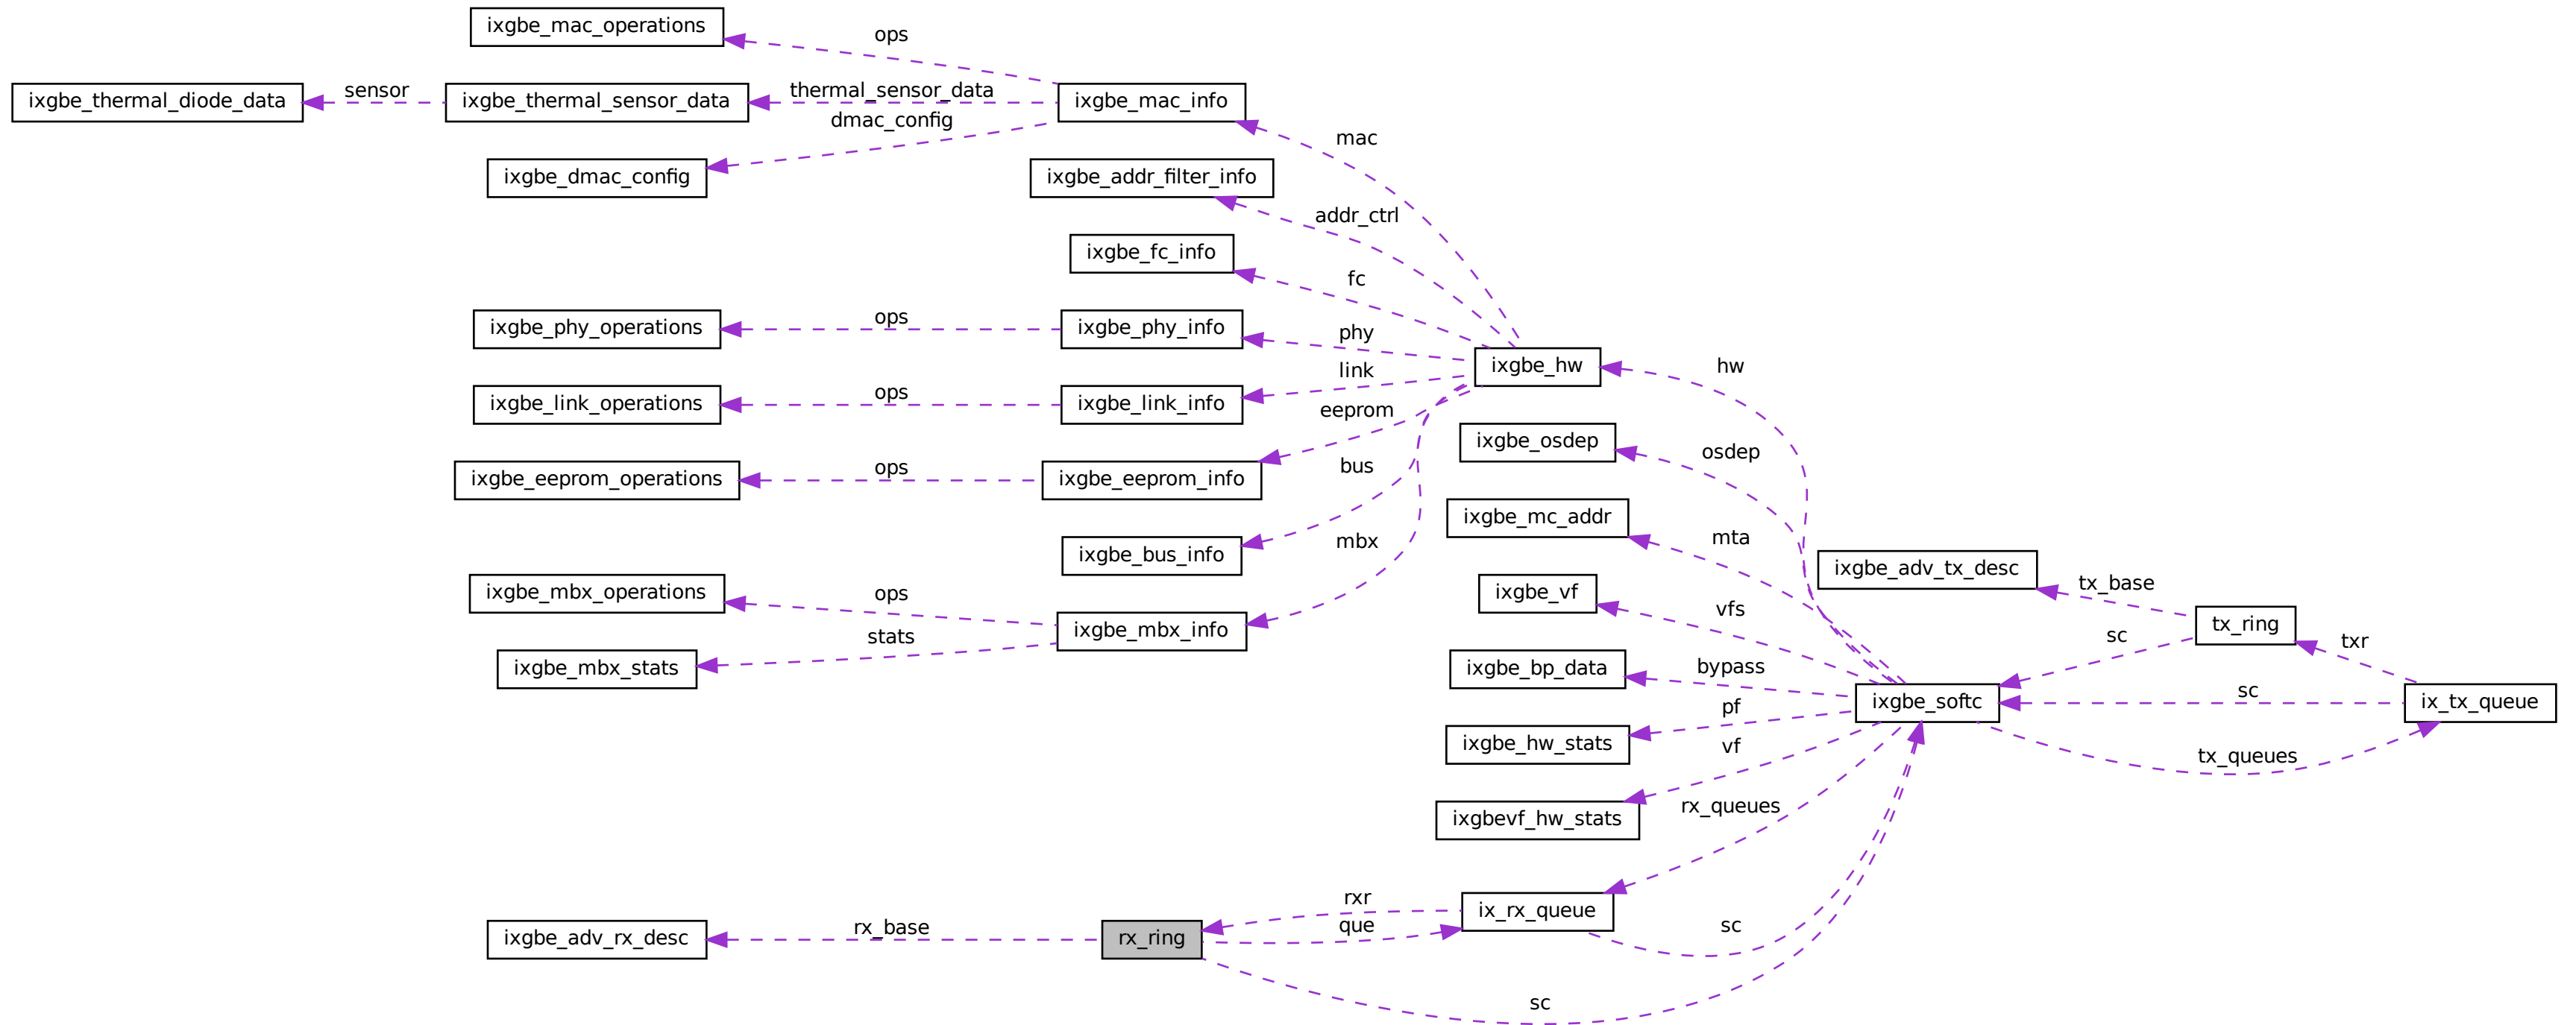 ixgbe_mac_operations
ops
ixgbe_thermal_diode_data
sensor
ixgbe_thermal_sensor_data
thermal_sensor_data
ixgbe_mac_info
dmac_config
mac
ixgbe_dmac_config
ixgbe_addr_filter_info
addr_ctrl
ixgbe_fc_info
fc
ixgbe_phy_operations
ops
ixgbe_phy_info
phy
ixgbe_hw
hw
link
ixgbe_link_operations
ops
ixgbe_link_info
eeprom
ixgbe_osdep
osdep
ixgbe_eeprom_operations
ops
ixgbe_eeprom_info
bus
ixgbe_mc_addr
mta
mbx
ixgbe_bus_info
ixgbe_adv_tx_desc
tx_base
ixgbe_mbx_operations
ops
ixgbe_vf
vfs
ixgbe_mbx_info
tx_ring
stats
sc
txr
ixgbe_mbx_stats
ixgbe_bp_data
bypass
ixgbe_softc
sc
ix_tx_queue
pf
ixgbe_hw_stats
vf
tx_queues
ixgbevf_hw_stats
rx_queues
rxr
ix_rx_queue
que
sc
ixgbe_adv_rx_desc
rx_base
rx_ring
sc